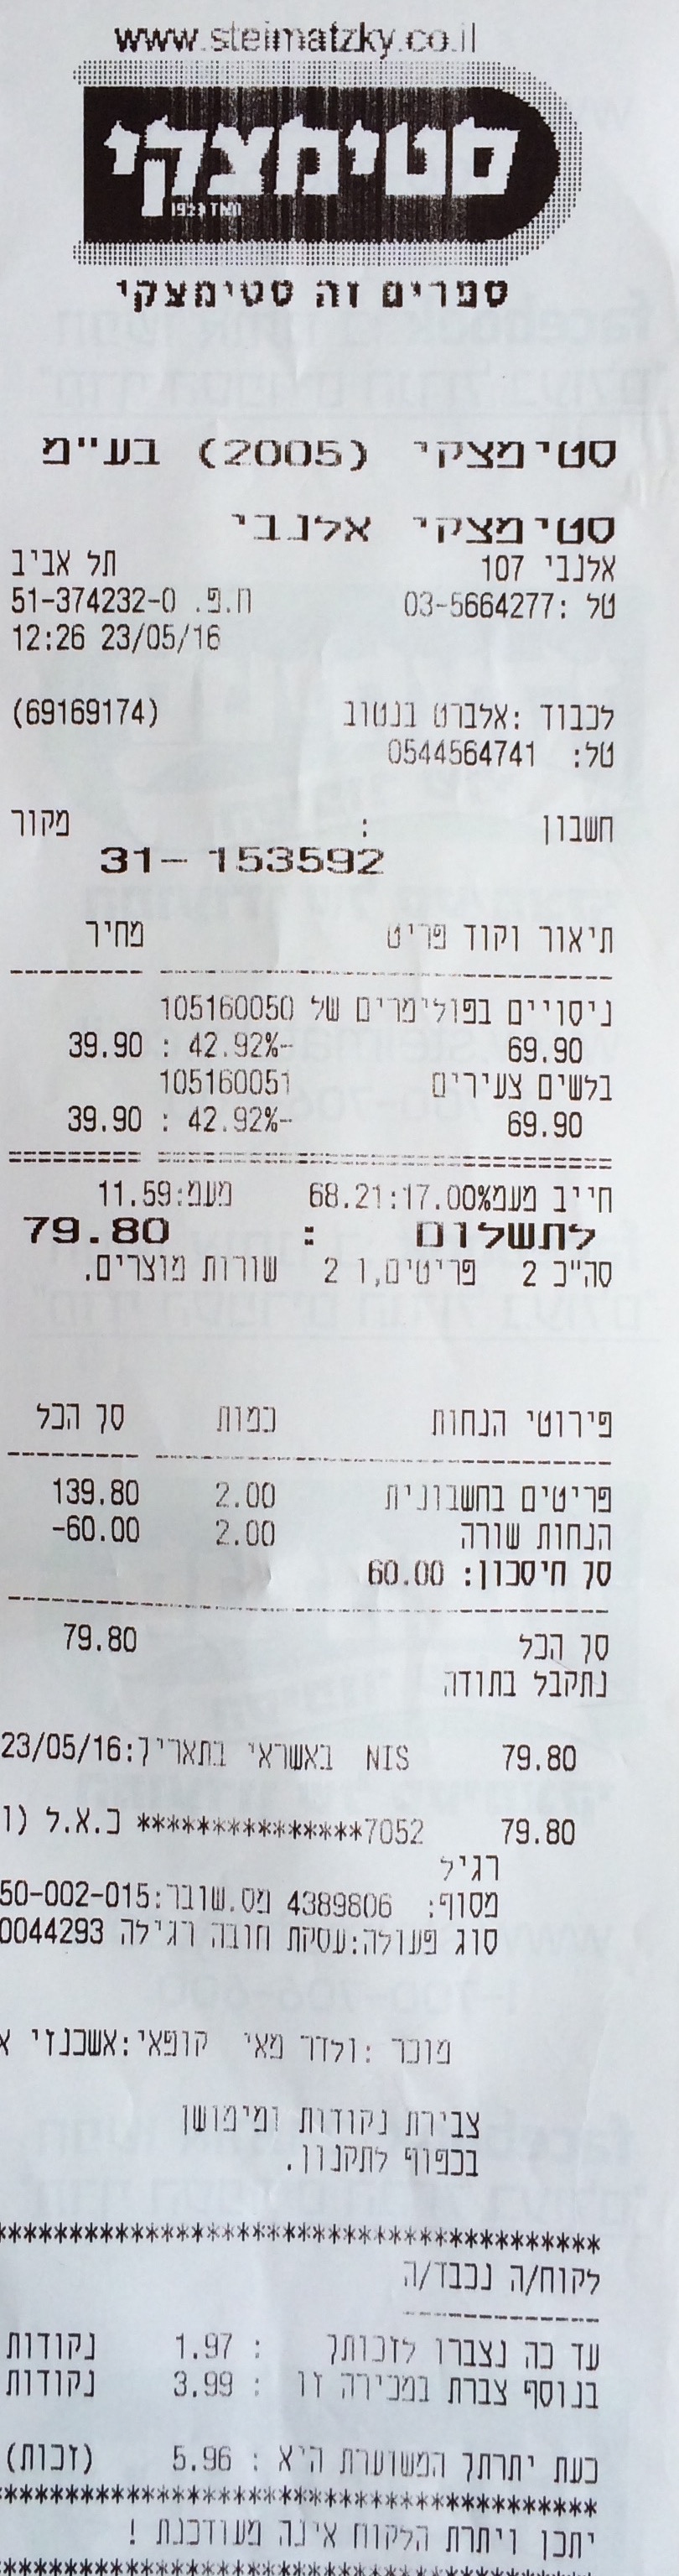 www.steimatzky.co.il
סטימצקי
מאז 1925
ספרים זה סטימצקי
סטימצקי (2005) בע"מ
סטימצקי אלנבי
אלנבי 107 תל אביב
טל: 03-5664277 ח.פ. 51-374232-0
12:26 23/05/16
לכבוד: אלברט בנטוב (69169174)
טל: 0544564741
חשבון : מקור
31- 153592
תיאור וקוד פריט מחיר
ניסויים בפולימרים של 105160050
69.90 -42.92% : 39.90
בלשים צעירים 105160051
69.90 -42.92% : 39.90
חייב מעמ17.00%:68.21 מעמ:11.59
לתשלום : 79.80
סה"כ 2 פריטים,ו 2 שורות מוצרים.
פירוטי הנחות כמות סך הכל
פריטים בחשבונית 2.00 139.80
הנחות שורה 2.00 -60.00
סך חיסכון: 60.00
סך הכל 79.80
נתקבל בתודה
79.80 NIS באשראי בתאריך:23/05/16
79.80 7052*************** כ.א.ל (ו
רגיל
מסוף: 4389806 מס.שובר:50-002-015
סוג פעולה:עסקת חובה רגילה 0044293
מוכר :ולדר מאי קופאי:אשכנזי א
צבירת נקודות ומימושן
בכפוף לתקנון.
******************************************
לקוח/ה נכבד/ה
עד כה נצברו לזכותך : 1.97 נקודות
בנוסף צברת במכירה זו : 3.99 נקודות
כעת יתרתך המשוערת היא : 5.96 (זכות)
******************************************
יתכן ויתרת הלקוח אינה מעודכנת !
******************************************